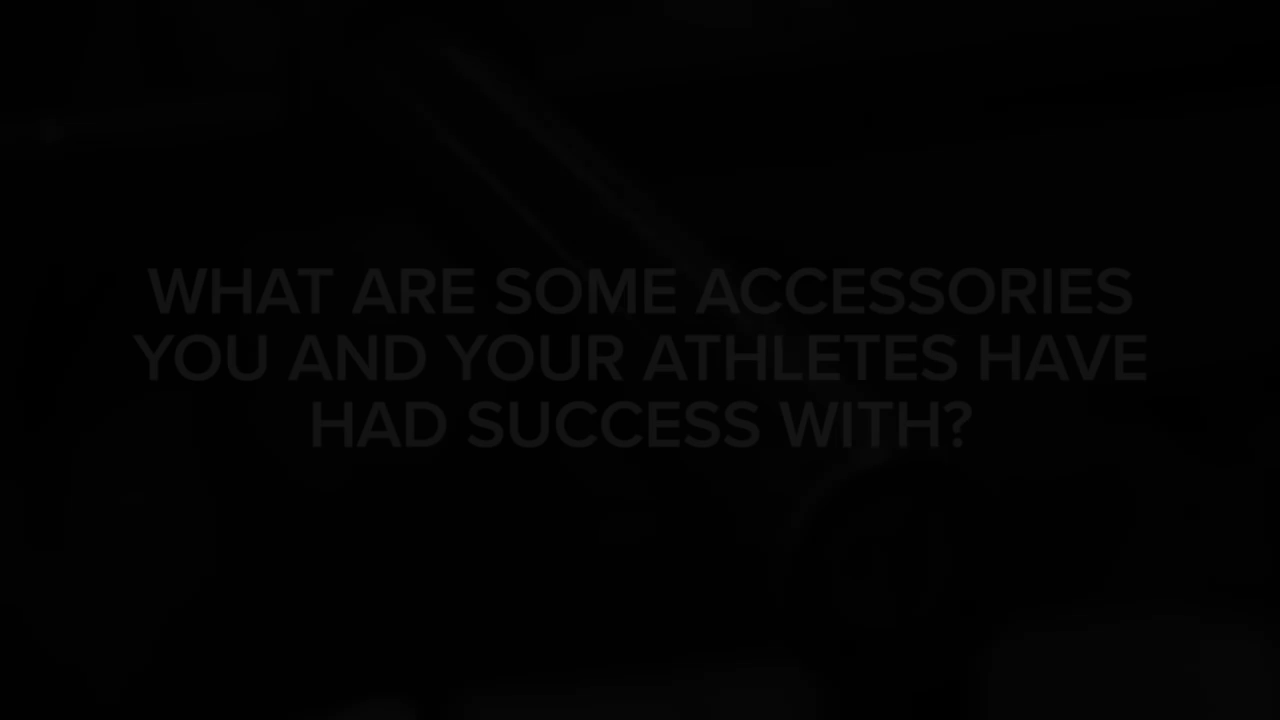 WHAT ARE SOME ACCESSORIES
YOU AND YOUR ATHLETES HAVE
HAD SUCCESS WITH?